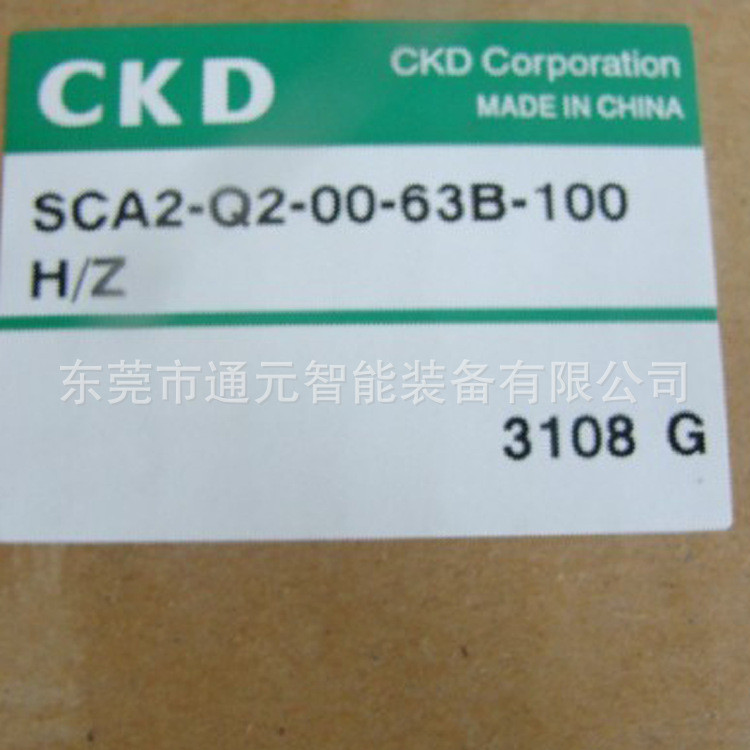 CKD
CKD Corporation
MADE IN CHINA
SCA2-Q2-00-63B-100
H/Z
东莞市通元智能装备有限公司
3108 G